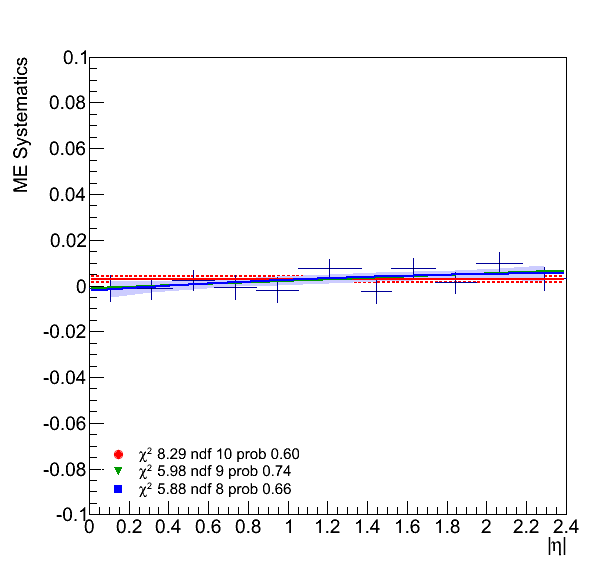 ME Systematics
0.1
0.08
0.06
0.04
0.02
0
-0.02
-0.04
-0.06
-0.08
-0.1
χ² 8.29 ndf 10 prob 0.60
χ² 5.98 ndf 9 prob 0.74
χ² 5.88 ndf 8 prob 0.66
0 0.2 0.4 0.6 0.8 1 1.2 1.4 1.6 1.8 2 2.2 2.4
|η|